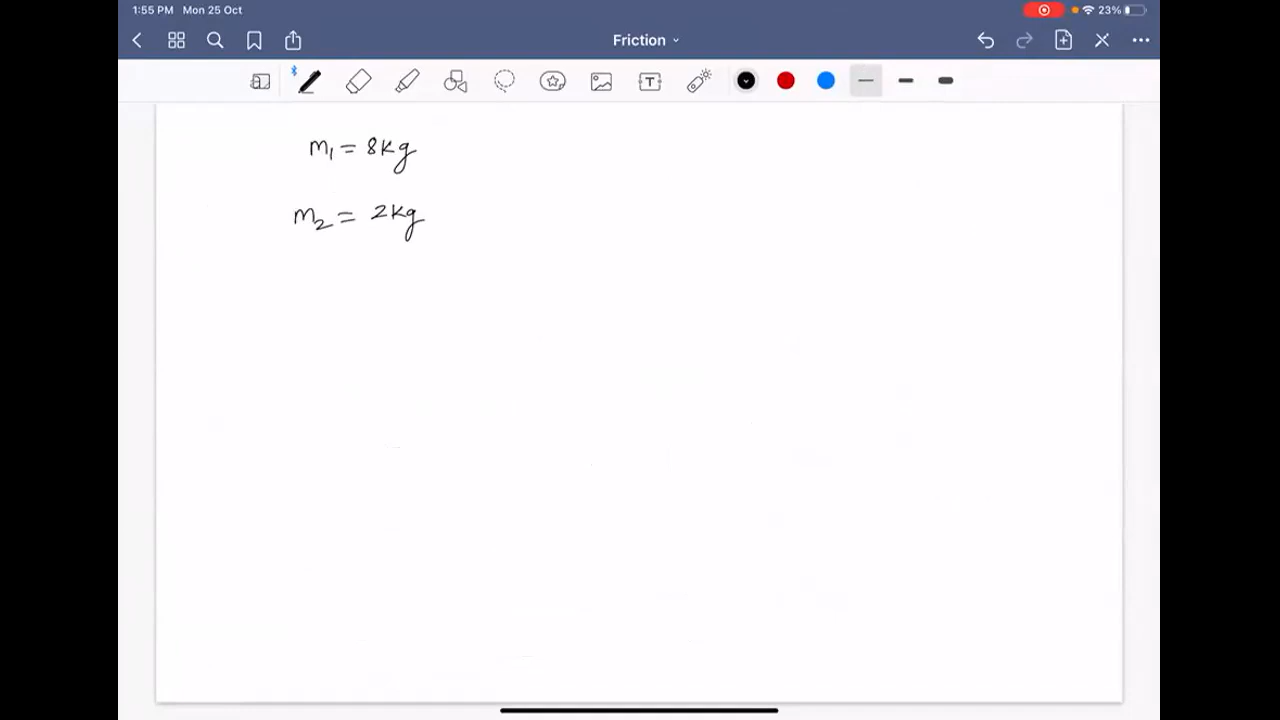 1:55 PM Mon 25 Oct
23%
Friction
T
m₁ = 8kg
m₂ = 2kg